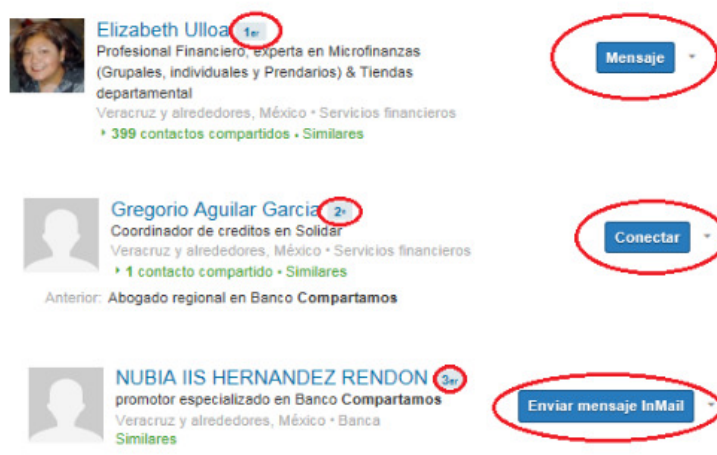 Elizabeth Ulloa 1er
Profesional Financiero, experta en Microfinanzas
(Grupales, individuales y Prendarios) & Tiendas
departamental
Veracruz y alrededores, México • Servicios financieros
399 contactos compartidos • Similares
Mensaje
Gregorio Aguilar Garcia 2º
Coordinador de creditos en Solidar
Veracruz y alrededores, México • Servicios financieros
1 contacto compartido • Similares
Anterior: Abogado regional en Banco Compartamos
Conectar
NUBIA IIS HERNANDEZ RENDON 3er
promotor especializado en Banco Compartamos
Veracruz y alrededores, México • Banca
Similares
Enviar mensaje InMail